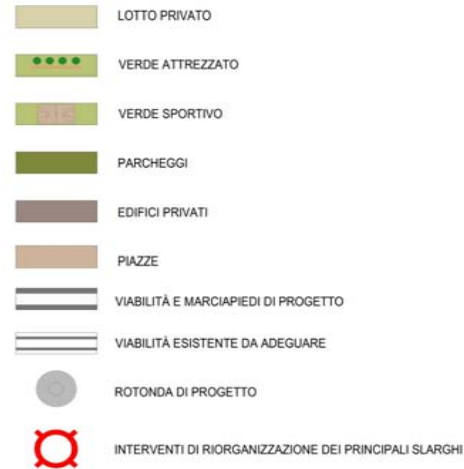 LOTTO PRIVATO
VERDE ATTREZZATO
VERDE SPORTIVO
PARCHEGGI
EDIFICI PRIVATI
PIAZZE
VIABILITÀ E MARCIAPIEDI DI PROGETTO
VIABILITÀ ESISTENTE DA ADEGUARE
ROTONDA DI PROGETTO
INTERVENTI DI RIORGANIZZAZIONE DEI PRINCIPALI SLARGHI